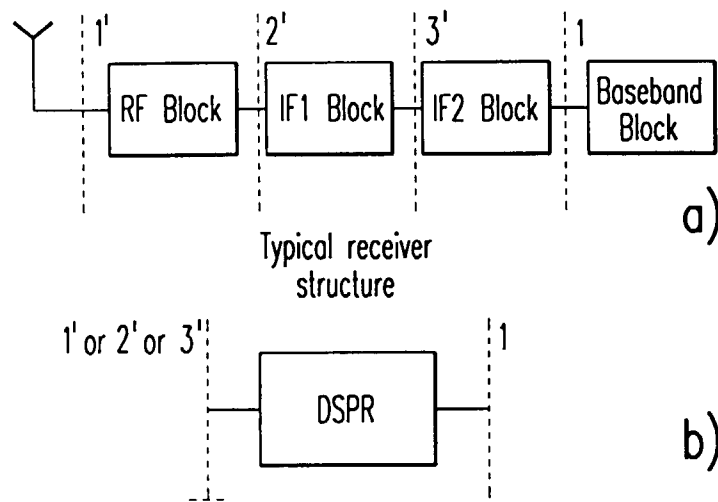 1' 2' 3' 1
RF Block IF1 Block IF2 Block Baseband
Block
a)
Typical receiver
structure
1' or 2' or 3' 1
DSPR
b)